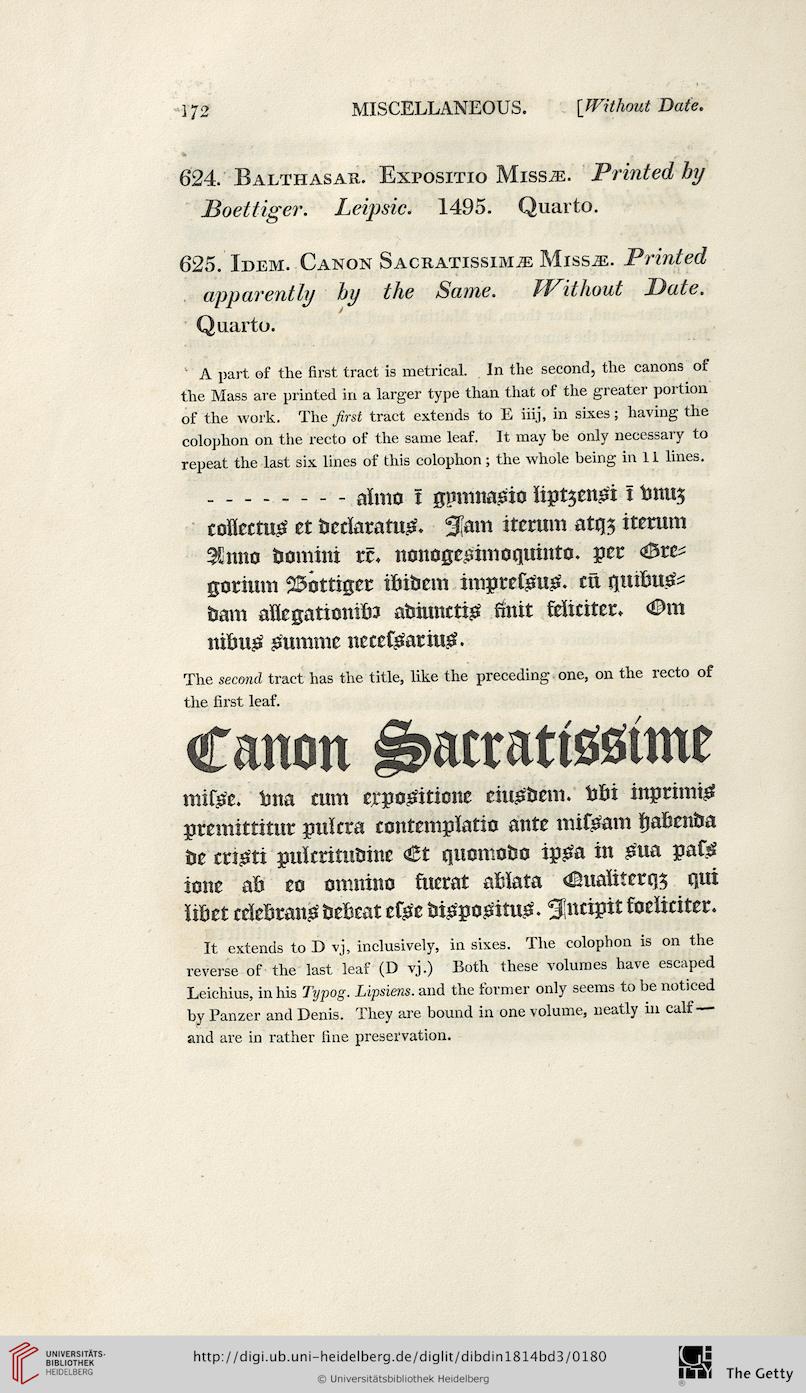 172 MISCELLANEOUS. [Without Date.
624. BALTHASAR. EXPOSITIO MISSÆ. Printed by
Boettiger. Leipsic. 1495. Quarto.
625. IDEM. CANON SACRATISSIMÆ MISSÆ. Printed
apparently by the Same. Without Date.
Quarto.
A part of the first tract is metrical. In the second, the canons of
the Mass are printed in a larger type than that of the greater portion
of the work. The first tract extends to E iiij, in sixes; having the
colophon on the recto of the same leaf. It may be only necessary to
repeat the last six lines of this colophon; the whole being in 11 lines.
- - - - - - - - almo ī gymnasio liptzensi ī vnuʒ
collectus et declaratus. Jam iterum atqʒ iterum
Anno domini rc̄. nonogesimoquinto. per Gre⸗
gorium Bottiger ibidem impreſsus. cū quibus⸗
dam allegationibꝫ adiunctis finit feliciter. Om
nibus summe neceſsarius.
The second tract has the title, like the preceding one, on the recto of
the first leaf.
Canon Sacratissime
miſse. vna cum expositione eiusdem. vbi inprimis
premittitur pulcra contemplatio ante miſsam habenda
de cristi pulcritudine Et quomodo ipsa in sua paſs
ione ab eo omnino fuerat ablata Qualiterqʒ qui
libet celebrans debeat eſse dispositus. Incipit foeliciter.
It extends to D vj, inclusively, in sixes. The colophon is on the
reverse of the last leaf (D vj.) Both these volumes have escaped
Leichius, in his Typog. Lipsiens. and the former only seems to be noticed
by Panzer and Denis. They are bound in one volume, neatly in calf—
and are in rather fine preservation.
UNIVERSITÄTS-
BIBLIOTHEK
HEIDELBERG
http://digi.ub.uni-heidelberg.de/diglit/dibdin1814bd3/0180
© Universitätsbibliothek Heidelberg
GETTY
The Getty